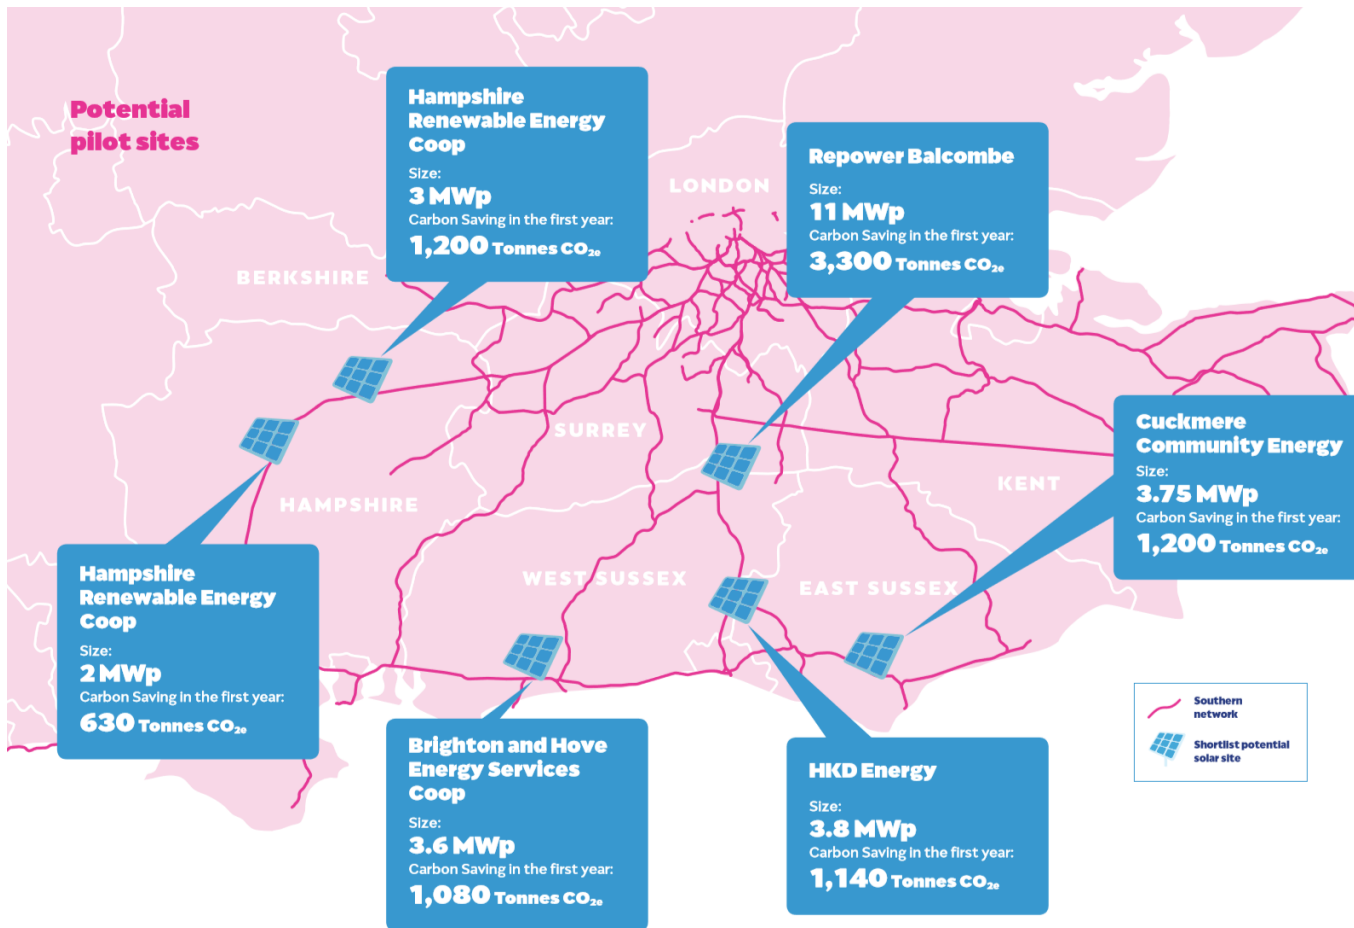 Potential
pilot sites
Hampshire
Renewable Energy
Coop
Size:
3 MWp
Carbon Saving in the first year:
1,200 Tonnes CO₂ₑ
Repower Balcombe
Size:
11 MWp
Carbon Saving in the first year:
3,300 Tonnes CO₂ₑ
LONDON
BERKSHIRE
SURREY
HAMPSHIRE
KENT
WEST SUSSEX
EAST SUSSEX
Cuckmere
Community Energy
Size:
3.75 MWp
Carbon Saving in the first year:
1,200 Tonnes CO₂ₑ
Hampshire
Renewable Energy
Coop
Size:
2 MWp
Carbon Saving in the first year:
630 Tonnes CO₂ₑ
Brighton and Hove
Energy Services
Coop
Size:
3.6 MWp
Carbon Saving in the first year:
1,080 Tonnes CO₂ₑ
HKD Energy
Size:
3.8 MWp
Carbon Saving in the first year:
1,140 Tonnes CO₂ₑ
Southern
network
Shortlist potential
solar site